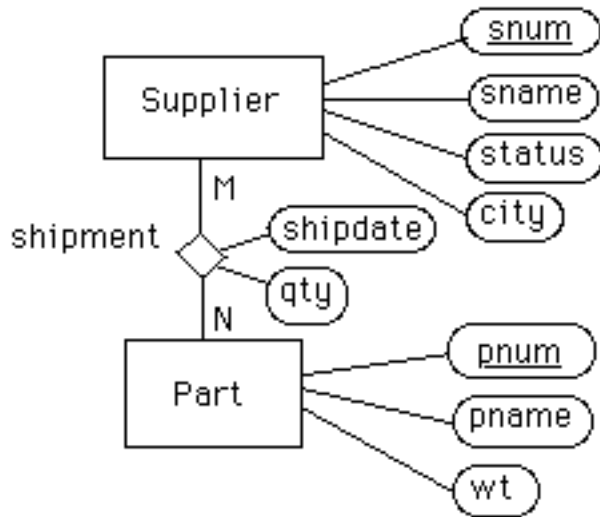 snum
Supplier
sname
status
M
city
shipment
shipdate
qty
N
pnum
Part
pname
wt